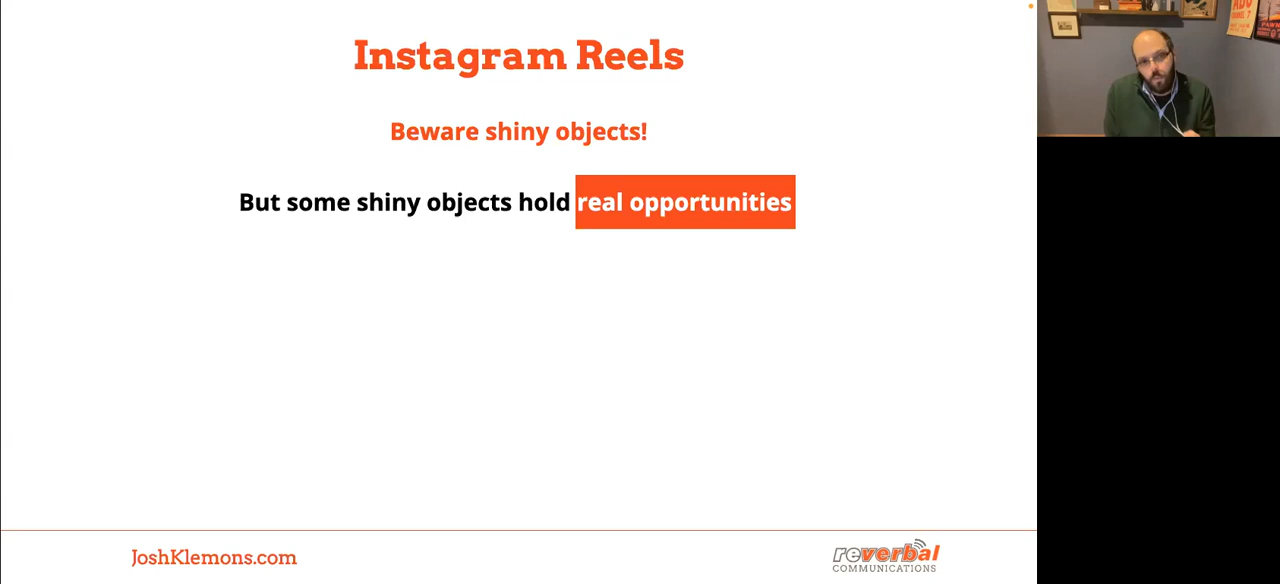 Instagram Reels
Beware shiny objects!
But some shiny objects hold real opportunities
JoshKlemons.com
reverbal
COMMUNICATIONS